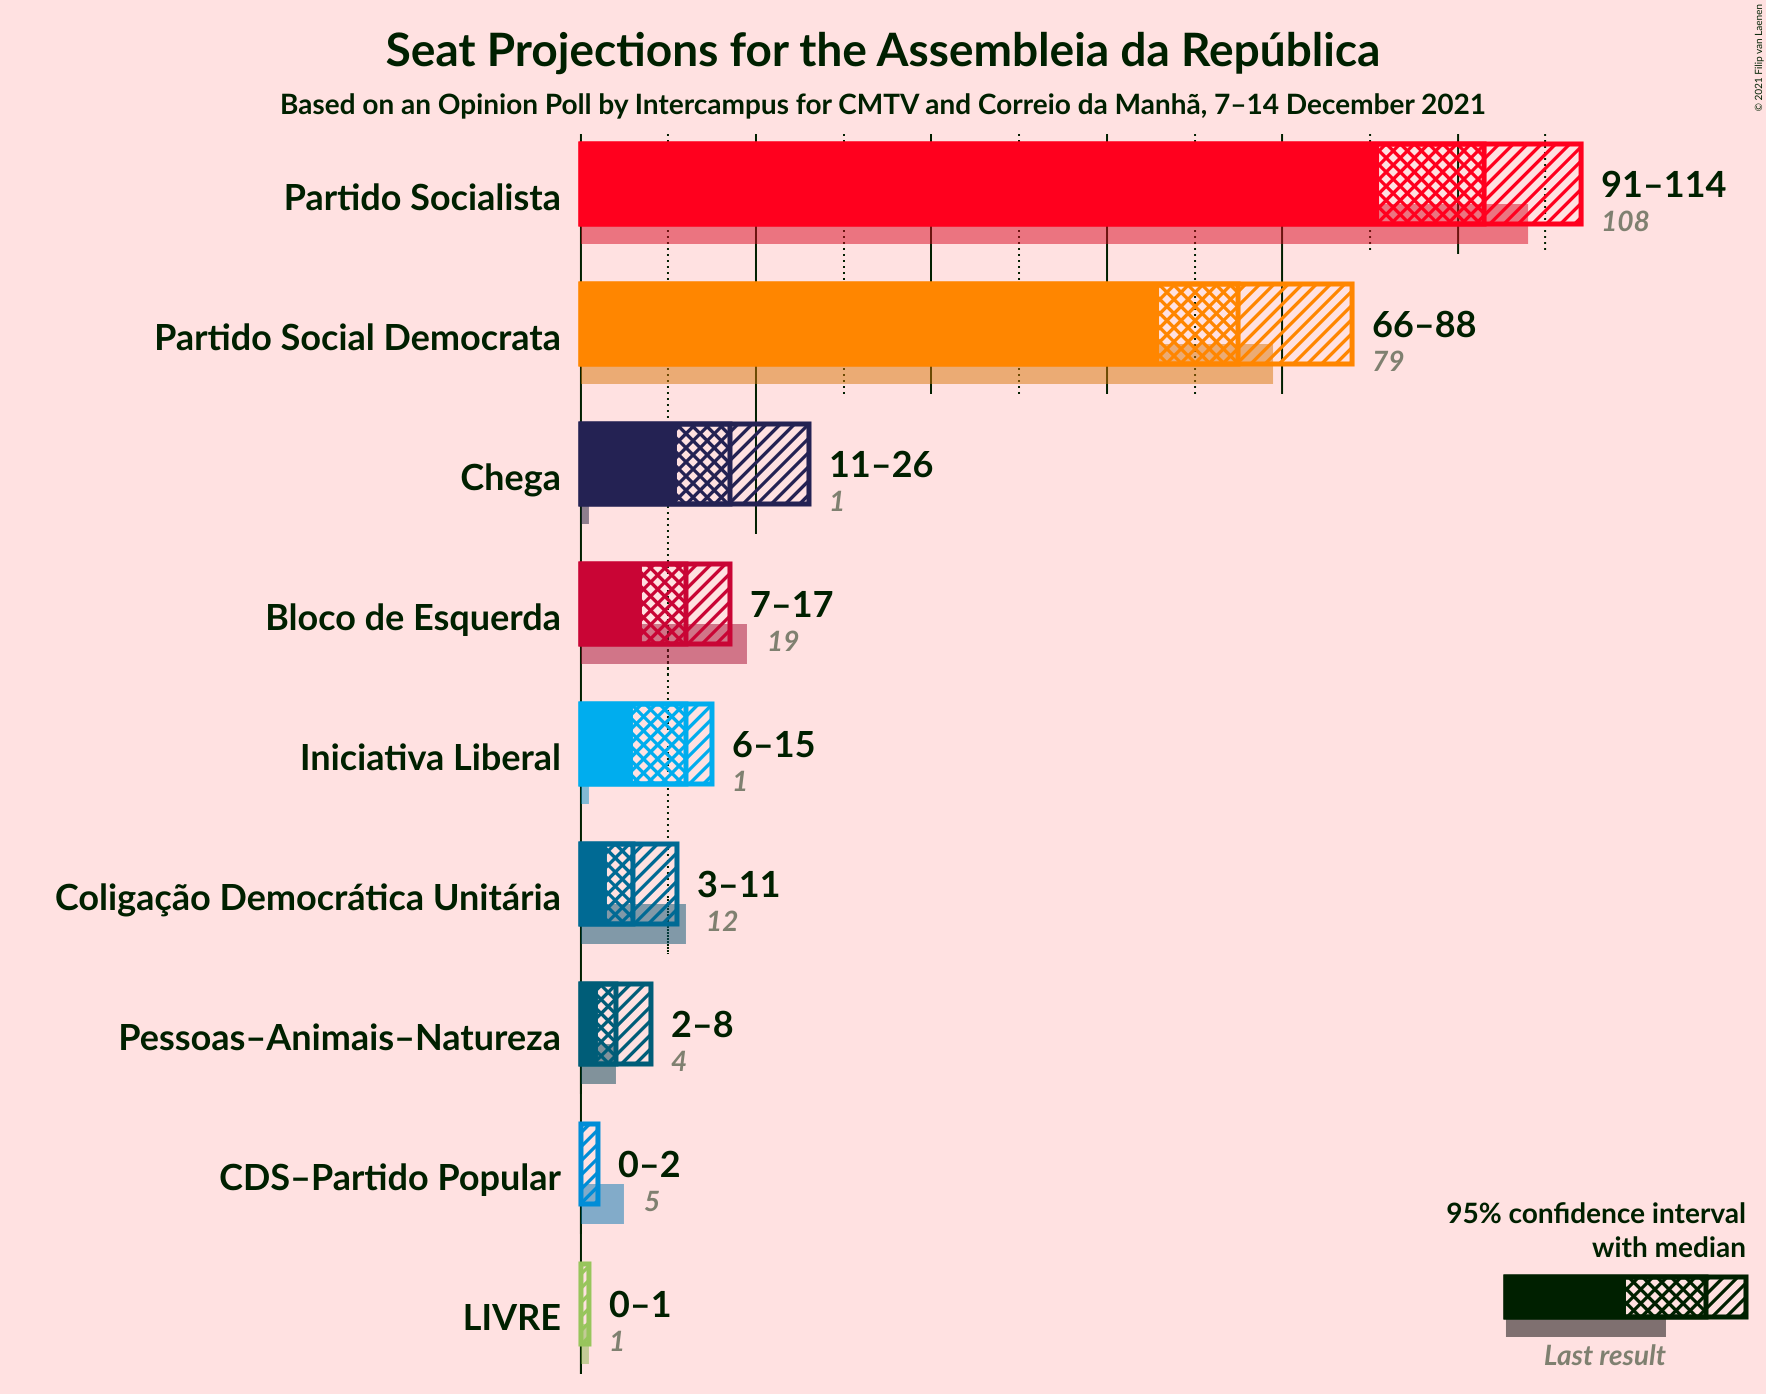 Seat Projections for the Assembleia da República
Based on an Opinion Poll by Intercampus for CMTV and Correio da Manhã, 7–14 December 2021
© 2021 Filip van Laenen
Partido Socialista
91–114
108
Partido Social Democrata
66–88
79
Chega
11–26
1
Bloco de Esquerda
7–17
19
Iniciativa Liberal
6–15
1
Coligação Democrática Unitária
3–11
12
Pessoas–Animais–Natureza
2–8
4
CDS–Partido Popular
0–2
5
LIVRE
0–1
1
95% confidence interval
with median
Last result